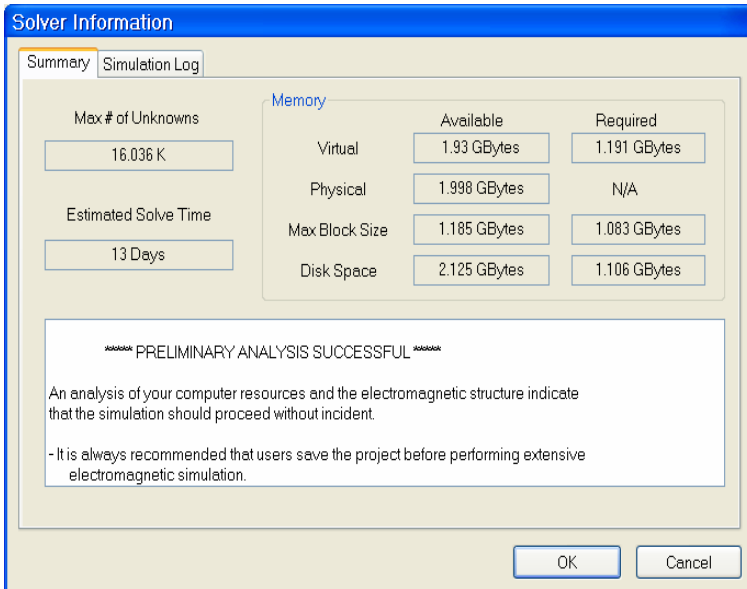 Solver Information
Summary
Simulation Log
Max # of Unknowns
16.036 K
Estimated Solve Time
13 Days
Memory
Available Required
Virtual 1.93 GBytes 1.191 GBytes
Physical 1.998 GBytes N/A
Max Block Size 1.185 GBytes 1.083 GBytes
Disk Space 2.125 GBytes 1.106 GBytes
***** PRELIMINARY ANALYSIS SUCCESSFUL *****
An analysis of your computer resources and the electromagnetic structure indicate
that the simulation should proceed without incident.
- It is always recommended that users save the project before performing extensive
electromagnetic simulation.
OK
Cancel